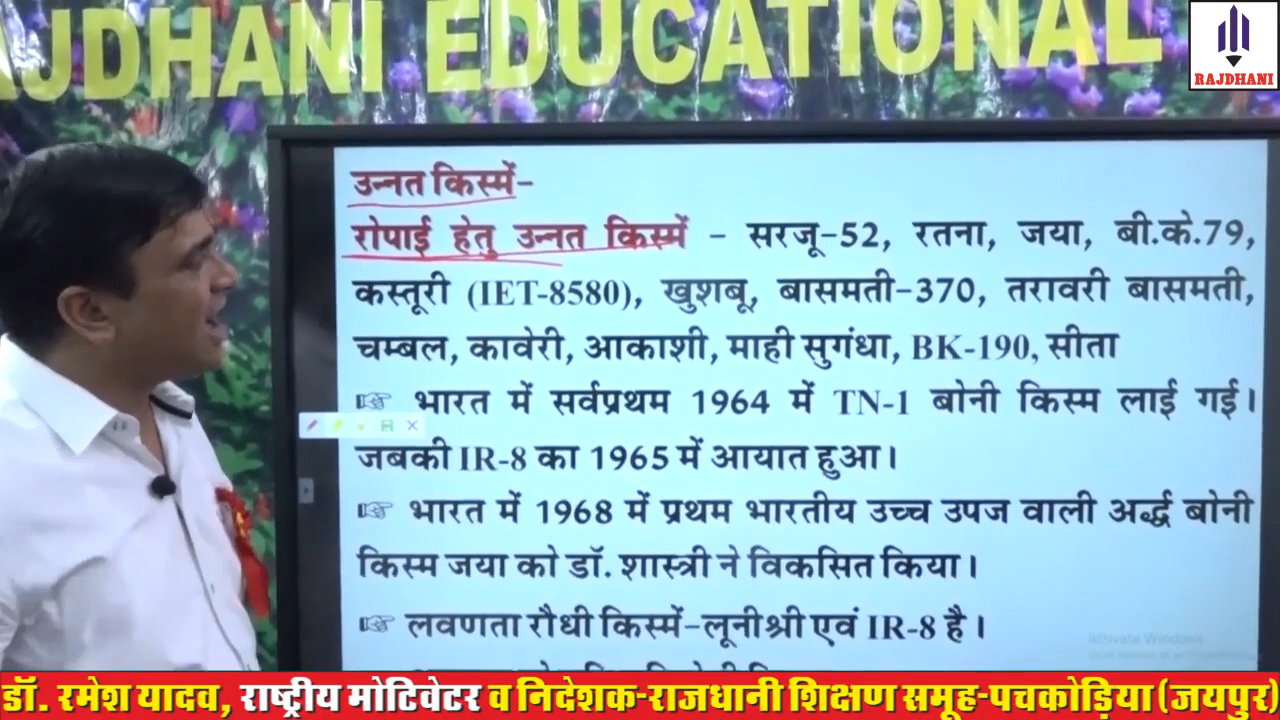 AJDHANI EDUCATIONAL
RAJDHANI
उन्नत किस्में-
रोपाई हेतु उन्नत किस्में - सरजू-52, रतना, जया, बी.के.79,
कस्तूरी (IET-8580), खुशबू, बासमती-370, तरावरी बासमती,
चम्बल, कावेरी, आकाशी, माही सुगंधा, BK-190, सीता
☞ भारत में सर्वप्रथम 1964 में TN-1 बोनी किस्म लाई गई।
जबकी IR-8 का 1965 में आयात हुआ।
☞ भारत में 1968 में प्रथम भारतीय उच्च उपज वाली अर्द्ध बोनी
किस्म जया को डॉ. शास्त्री ने विकसित किया।
☞ लवणता रौधी किस्में-लूनीश्री एवं IR-8 है।
Activate Windows
डॉ. रमेश यादव, राष्ट्रीय मोटिवेटर व निदेशक-राजधानी शिक्षण समूह-पचकोड़िया (जयपुर)